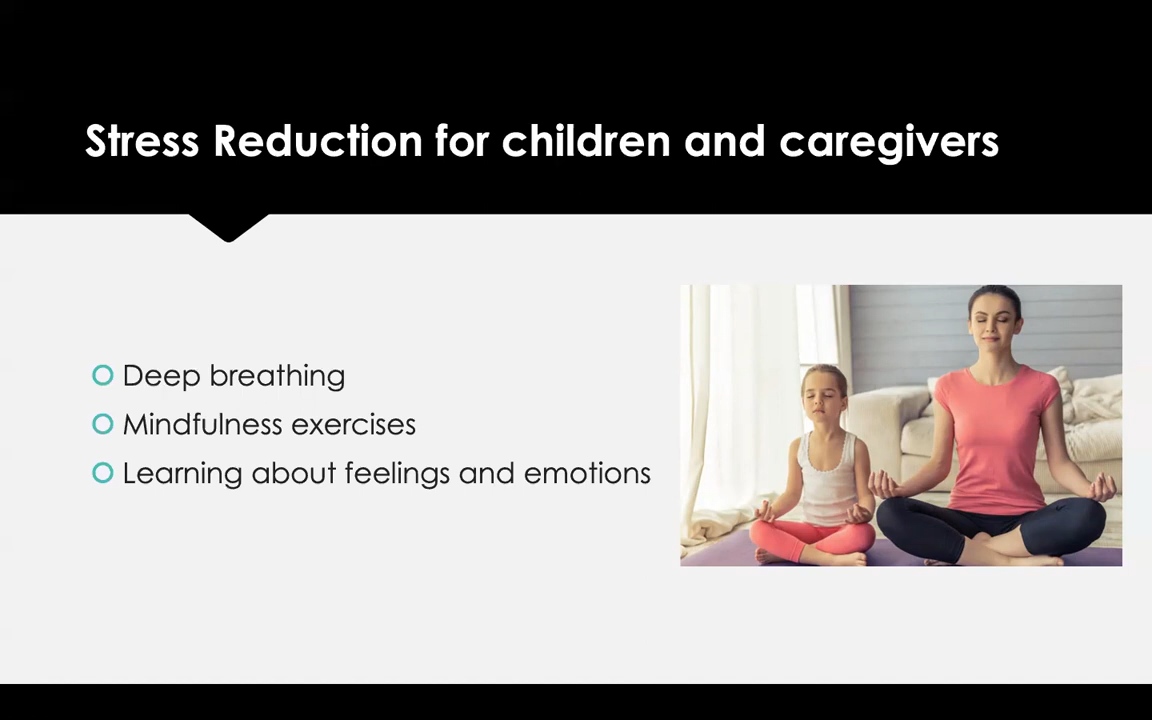 Stress Reduction for children and caregivers
Deep breathing
Mindfulness exercises
Learning about feelings and emotions